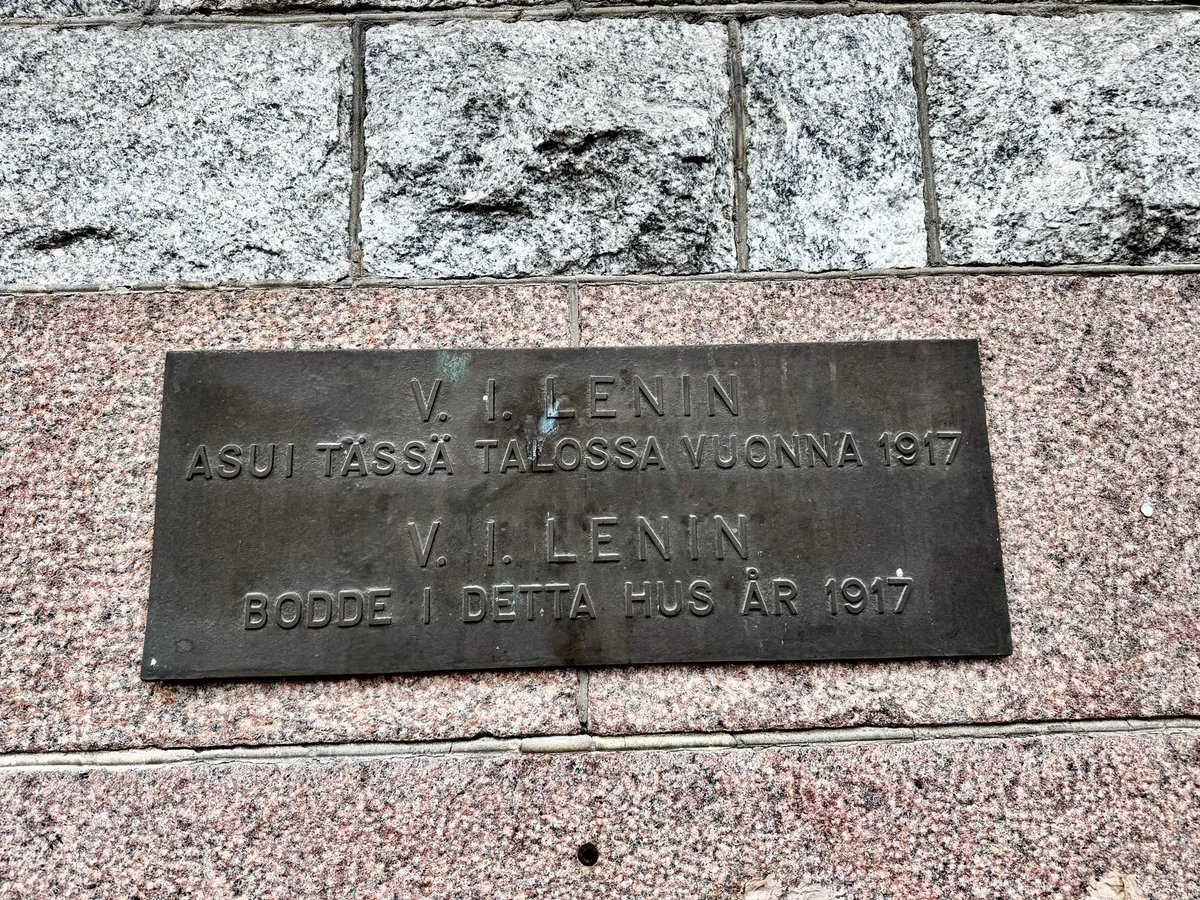 V. I. LENIN
ASUI TÄSSÄ TALOSSA VUONNA 1917
V. I. LENIN
BODDE I DETTA HUS ÅR 1917